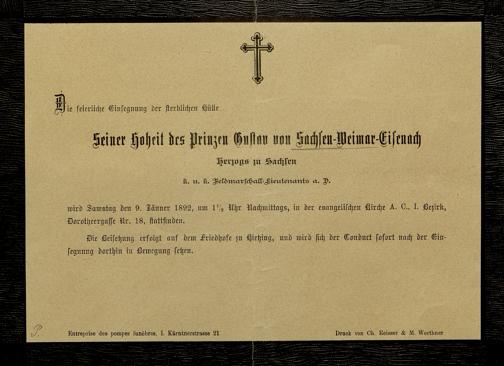 Die feierliche Einsegnung der sterblichen Hülle
Seiner Hoheit des Prinzen Gustav von Sachsen-Weimar-Eisenach
Herzogs zu Sachsen
k. u. k. Feldmarschall-Lieutenants a. D.
wird Samstag den 9. Jänner 1892, um 1½ Uhr Nachmittags, in der evangelischen Kirche A. C., I. Bezirk,
Dorotheergasse Nr. 18, stattfinden.
Die Beisetzung erfolgt auf dem Friedhofe zu Hietzing, und wird sich der Conduct sofort nach der Ein-
segnung dorthin in Bewegung setzen.
P.
Entreprise des pompes funèbres, I. Kärntnerstrasse 21.
Druck von Ch. Reisser & M. Werthner